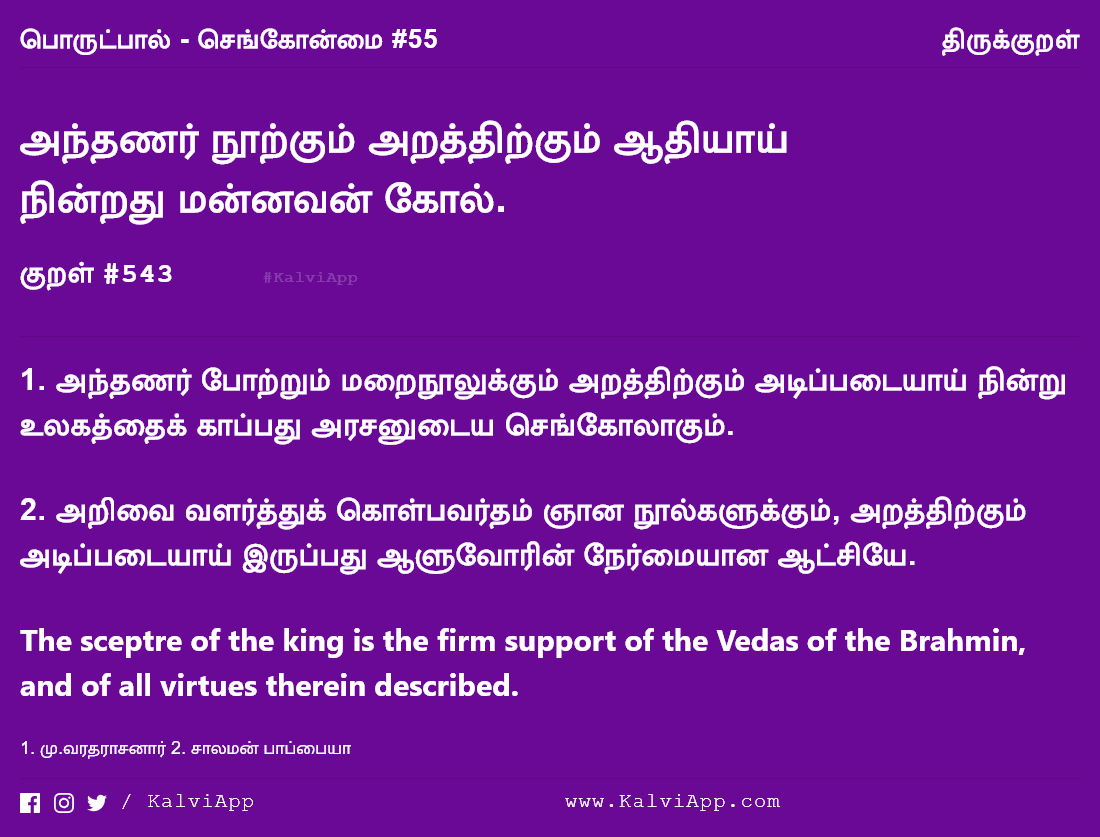 பொருட்பால் - செங்கோன்மை #55 திருக்குறள்
அந்தணர் நூற்கும் அறத்திற்கும் ஆதியாய்
நின்றது மன்னவன் கோல்.
குறள் #543 #KalviApp
1. அந்தணர் போற்றும் மறைநூலுக்கும் அறத்திற்கும் அடிப்படையாய் நின்று
உலகத்தைக் காப்பது அரசனுடைய செங்கோலாகும்.
2. அறிவை வளர்த்துக் கொள்பவர்தம் ஞான நூல்களுக்கும், அறத்திற்கும்
அடிப்படையாய் இருப்பது ஆளுவோரின் நேர்மையான ஆட்சியே.
The sceptre of the king is the firm support of the Vedas of the Brahmin,
and of all virtues therein described.
1. மு.வரதராசனார் 2. சாலமன் பாப்பையா
/ KalviApp www.KalviApp.com